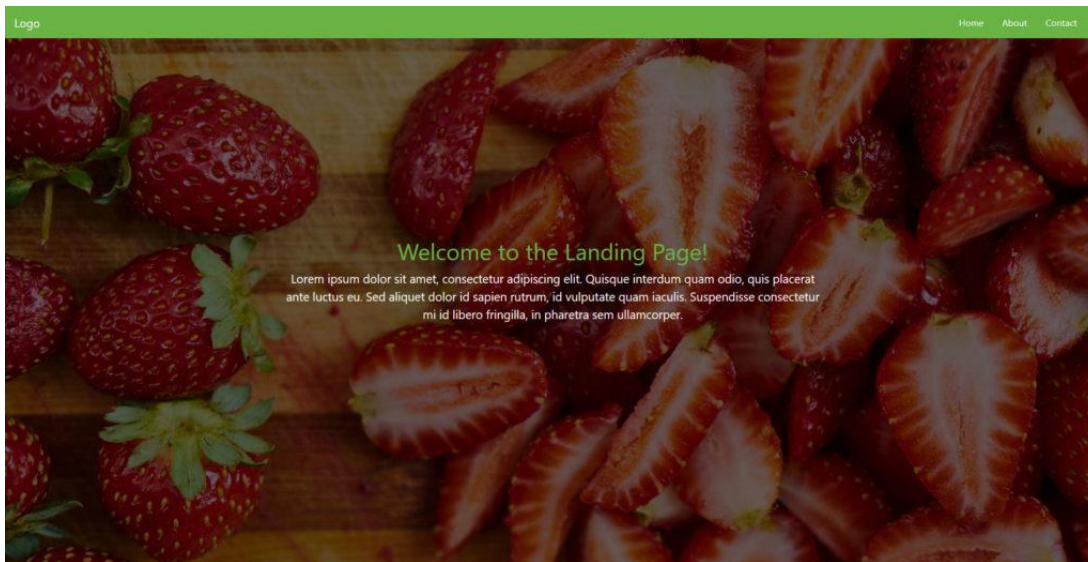 Logo
Home About Contact
Welcome to the Landing Page!
Lorem ipsum dolor sit amet, consectetur adipiscing elit. Quisque interdum quam odio, quis placerat
ante luctus eu. Sed aliquet dolor id sapien rutrum, id vulputate quam iaculis. Suspendisse consectetur
mi id libero fringilla, in pharetra sem ullamcorper.